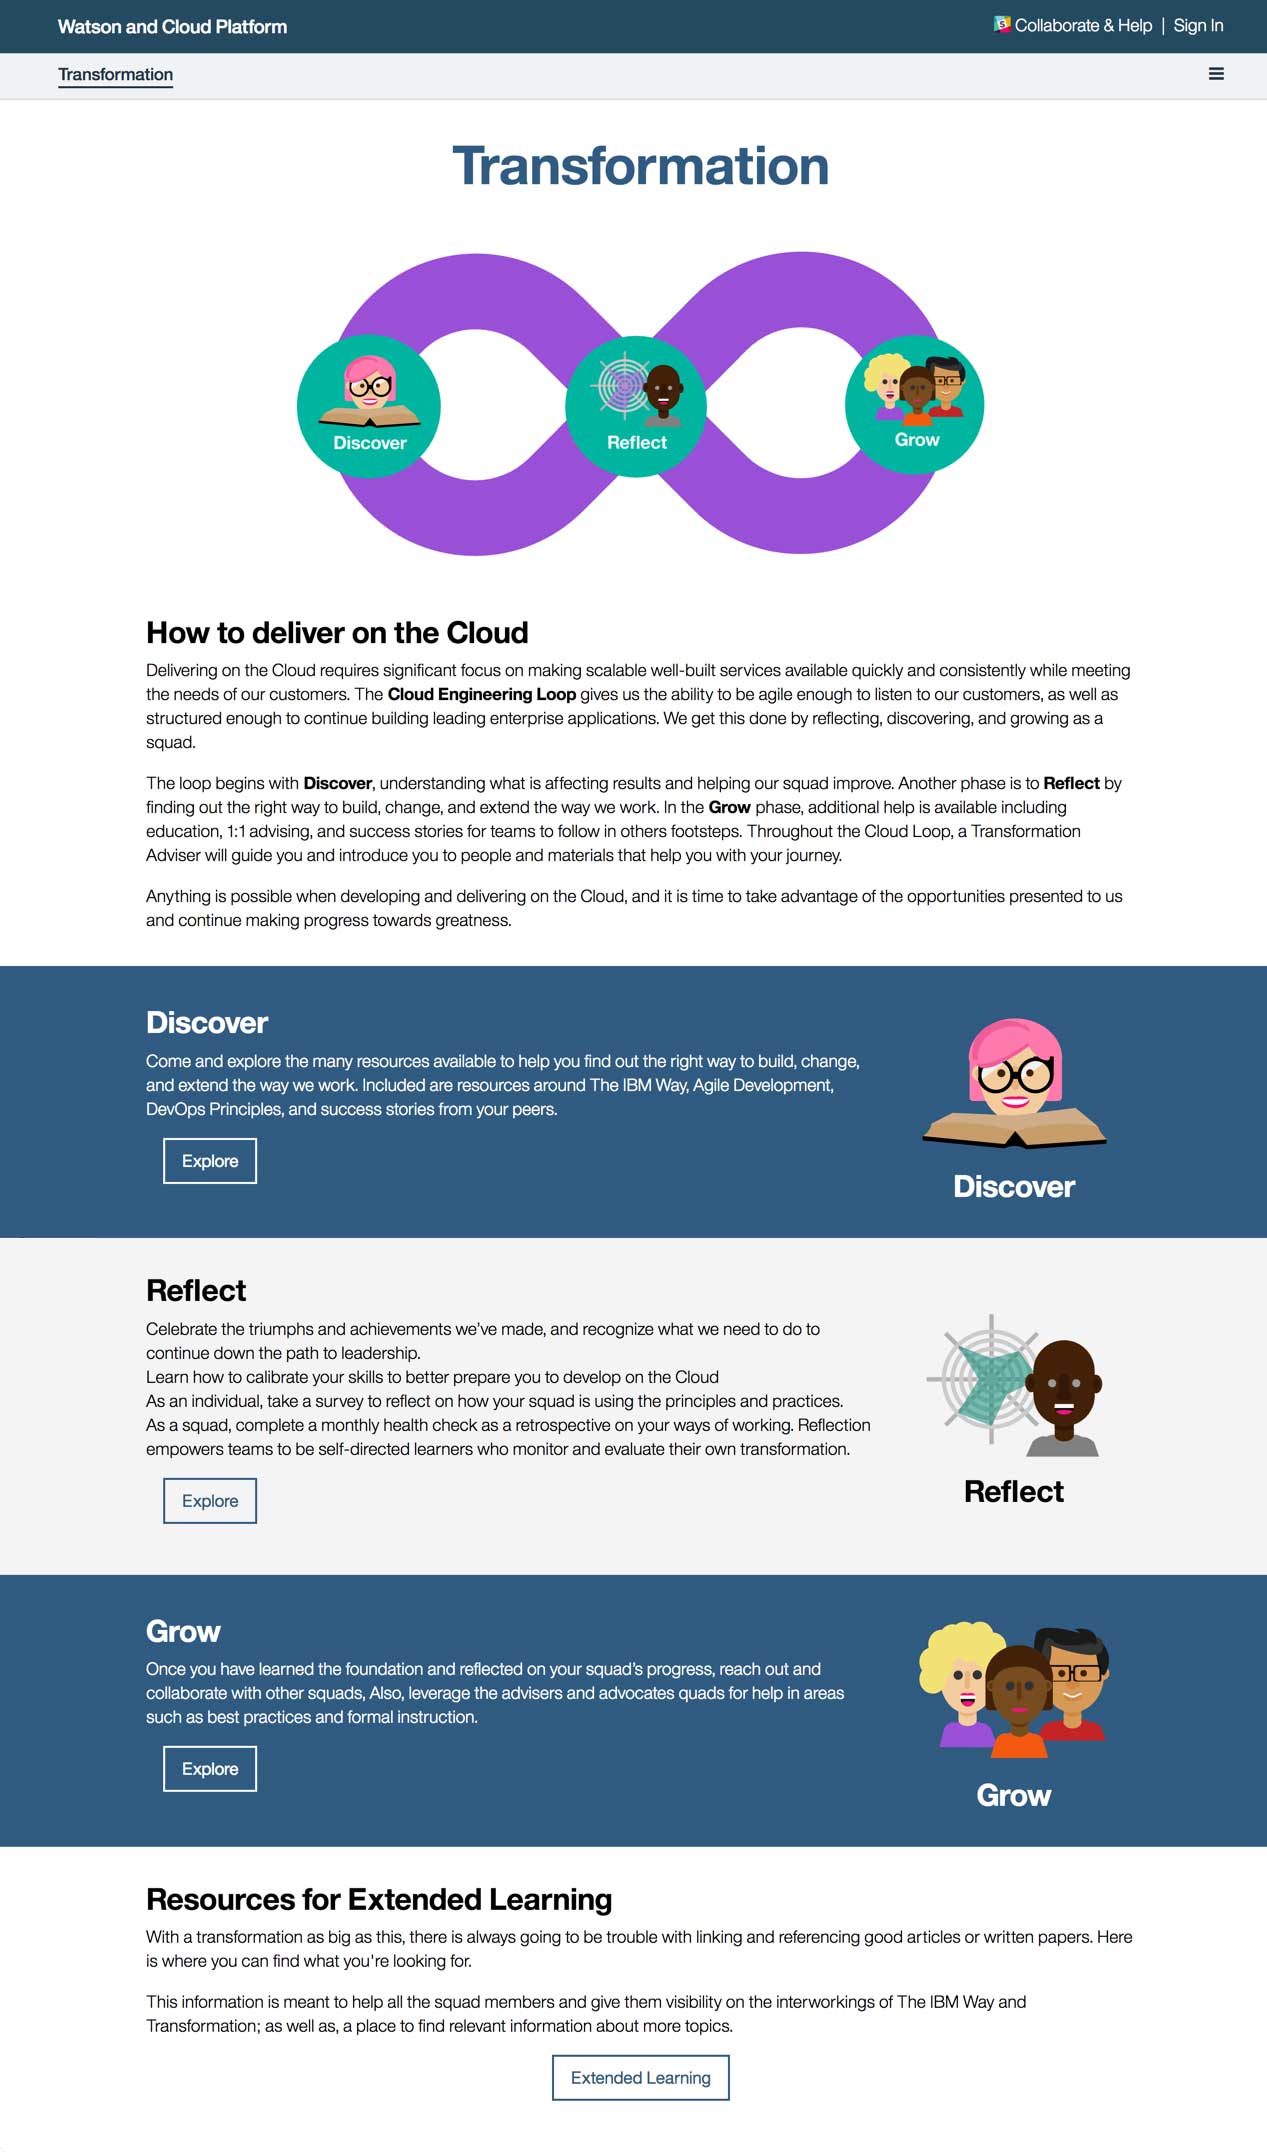 Watson and Cloud Platform
Collaborate & Help | Sign In
Transformation
Transformation
Discover
Reflect
Grow
How to deliver on the Cloud
Delivering on the Cloud requires significant focus on making scalable well-built services available quickly and consistently while meeting
the needs of our customers. The Cloud Engineering Loop gives us the ability to be agile enough to listen to our customers, as well as
structured enough to continue building leading enterprise applications. We get this done by reflecting, discovering, and growing as a
squad.
The loop begins with Discover, understanding what is affecting results and helping our squad improve. Another phase is to Reflect by
finding out the right way to build, change, and extend the way we work. In the Grow phase, additional help is available including
education, 1:1 advising, and success stories for teams to follow in others footsteps. Throughout the Cloud Loop, a Transformation
Adviser will guide you and introduce you to people and materials that help you with your journey.
Anything is possible when developing and delivering on the Cloud, and it is time to take advantage of the opportunities presented to us
and continue making progress towards greatness.
Discover
Come and explore the many resources available to help you find out the right way to build, change,
and extend the way we work. Included are resources around The IBM Way, Agile Development,
DevOps Principles, and success stories from your peers.
Explore
Discover
Reflect
Celebrate the triumphs and achievements we've made, and recognize what we need to do to
continue down the path to leadership.
Learn how to calibrate your skills to better prepare you to develop on the Cloud
As an individual, take a survey to reflect on how your squad is using the principles and practices.
As a squad, complete a monthly health check as a retrospective on your ways of working. Reflection
empowers teams to be self-directed learners who monitor and evaluate their own transformation.
Explore
Reflect
Grow
Once you have learned the foundation and reflected on your squad's progress, reach out and
collaborate with other squads, Also, leverage the advisers and advocates quads for help in areas
such as best practices and formal instruction.
Explore
Grow
Resources for Extended Learning
With a transformation as big as this, there is always going to be trouble with linking and referencing good articles or written papers. Here
is where you can find what you're looking for.
This information is meant to help all the squad members and give them visibility on the interworkings of The IBM Way and
Transformation; as well as, a place to find relevant information about more topics.
Extended Learning